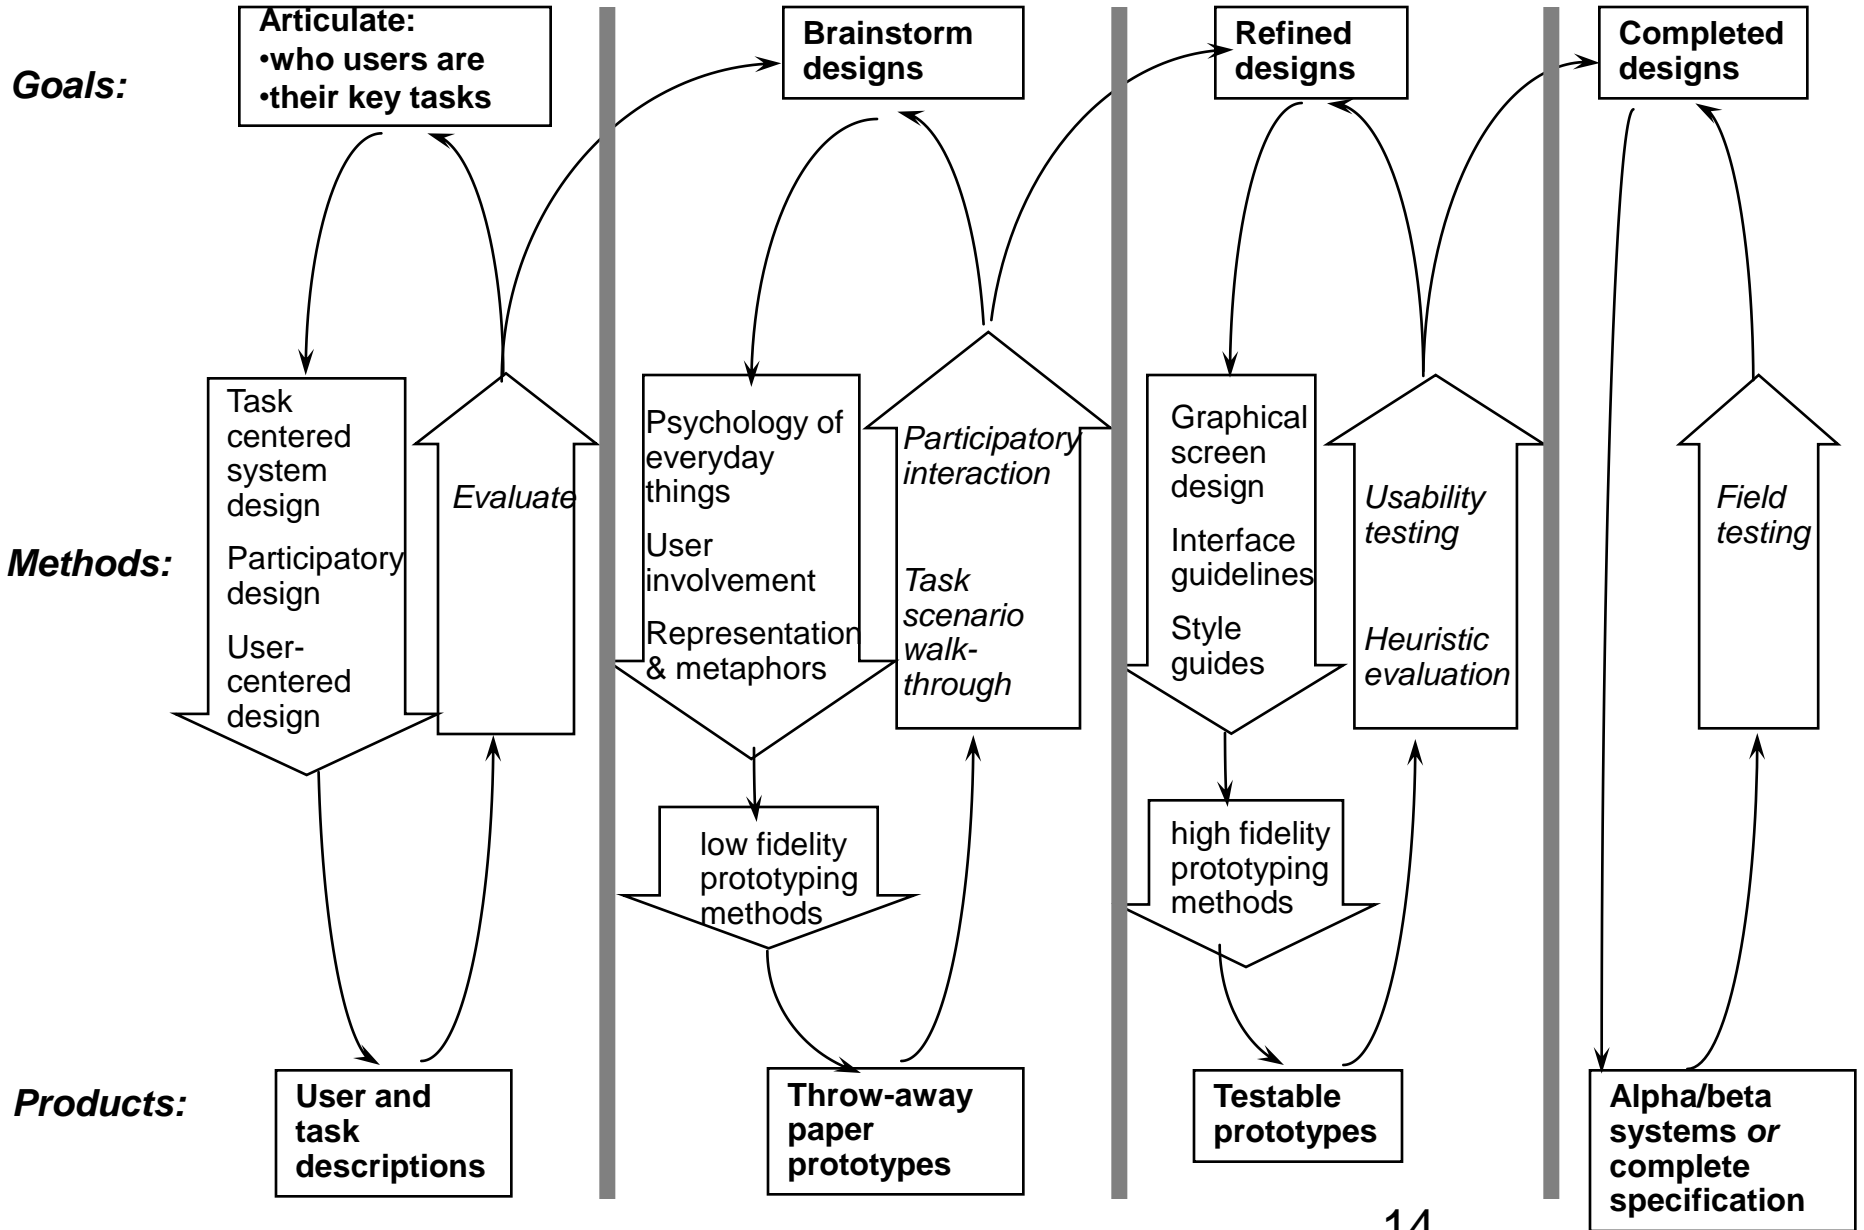 Goals:
Articulate:
•who users are
•their key tasks
Brainstorm
designs
Refined
designs
Completed
designs
Methods:
Task
centered
system
design
Participatory
design
User-
centered
design
Evaluate
Psychology of
everyday
things
User
involvement
Representation
& metaphors
Participatory
interaction
Task
scenario
walk-
through
Graphical
screen
design
Interface
guidelines
Style
guides
Usability
testing
Heuristic
evaluation
Field
testing
low fidelity
prototyping
methods
high fidelity
prototyping
methods
Products:
User and
task
descriptions
Throw-away
paper
prototypes
Testable
prototypes
Alpha/beta
systems or
complete
specification
14